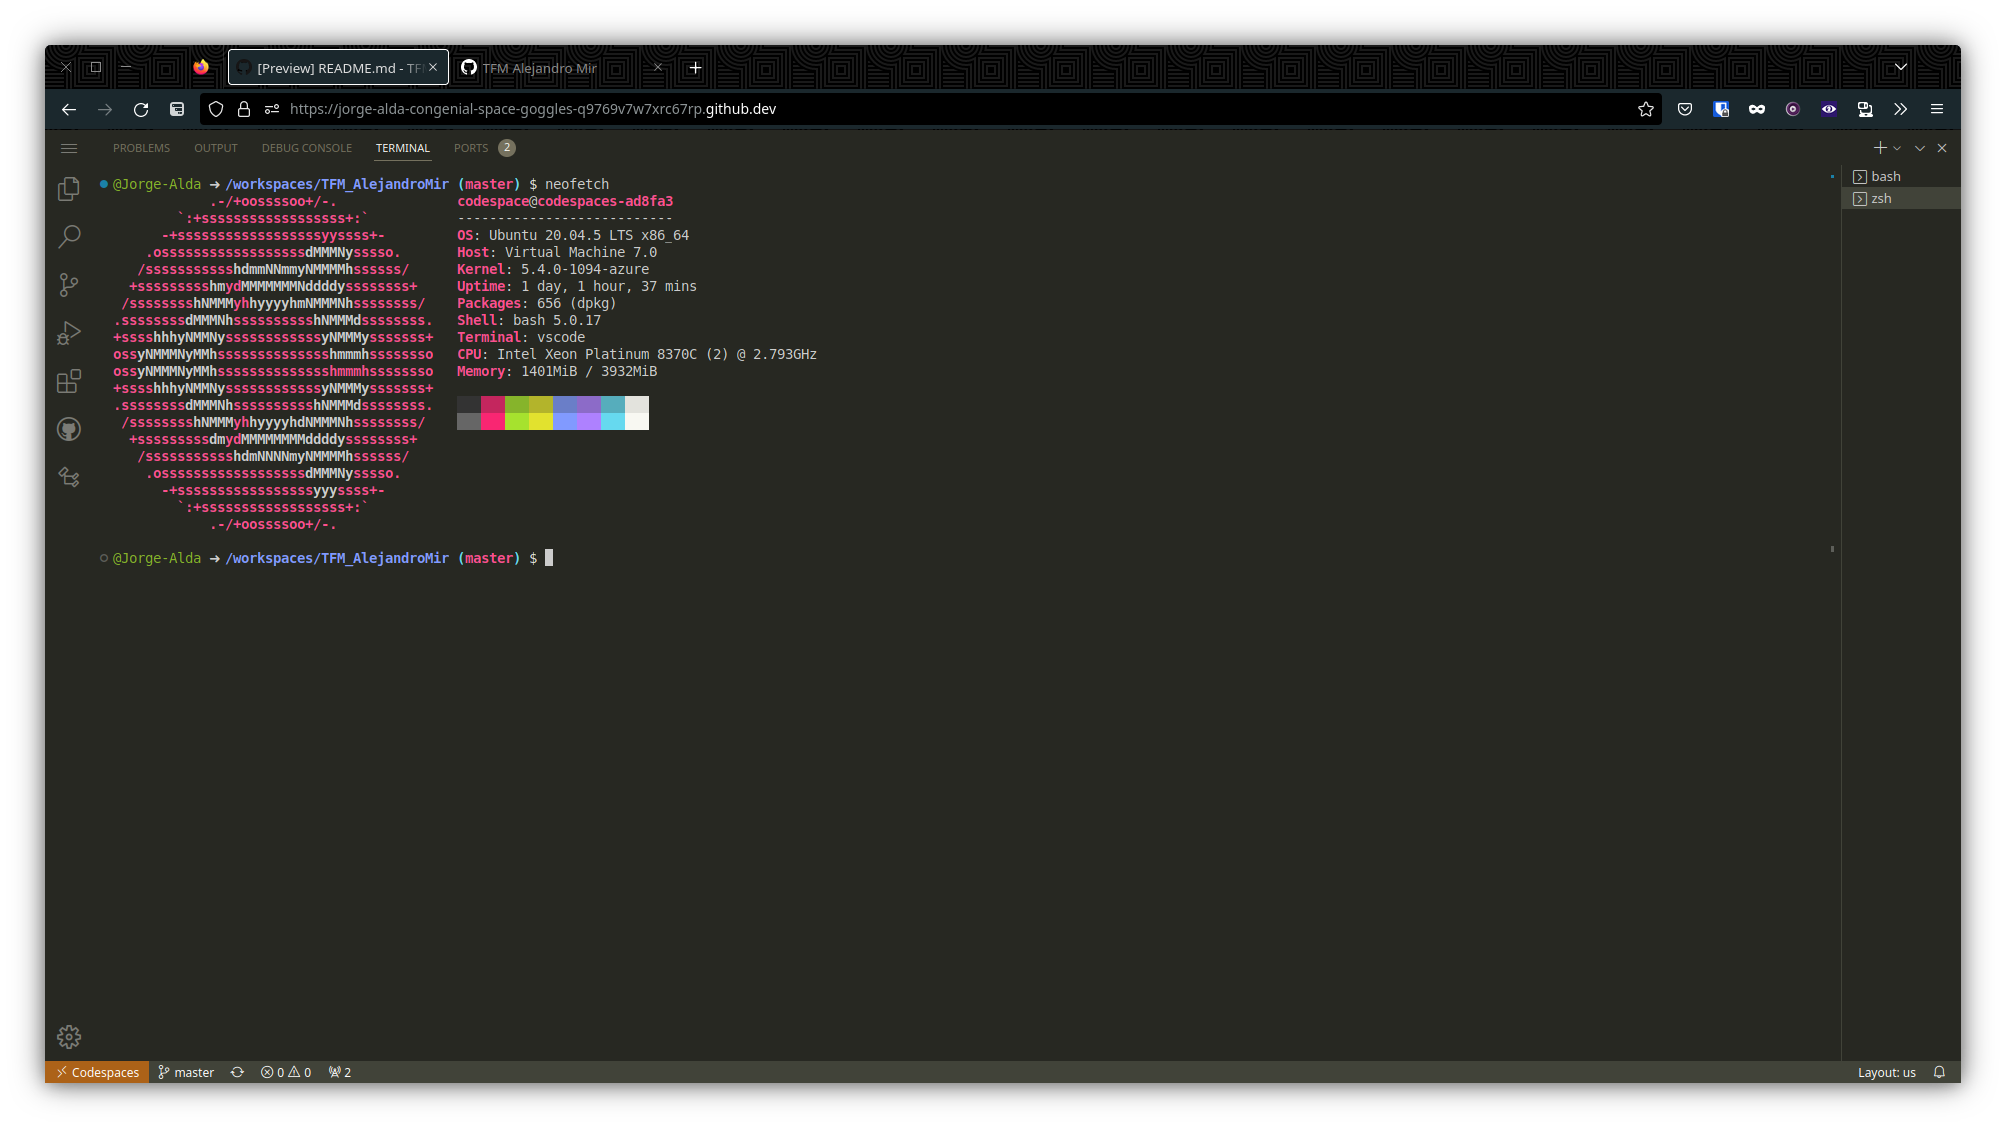 [Preview] README.md - TF
TFM Alejandro Mir
https://jorge-alda-congenial-space-goggles-q9769v7w7xrc67rp.github.dev
PROBLEMS OUTPUT DEBUG CONSOLE TERMINAL PORTS 2
@Jorge-Alda ➜ /workspaces/TFM_AlejandroMir (master) $ neofetch
.-/+oossssoo+/-. codespace@codespaces-ad8fa3
`:+ssssssssssssssssss+:` ---------------------------
-+ssssssssssssssssssyyssss+- OS: Ubuntu 20.04.5 LTS x86_64
.ossssssssssssssssssdMMMNysssso. Host: Virtual Machine 7.0
/ssssssssssshdmmNNmmyNMMMMhssssss/ Kernel: 5.4.0-1094-azure
+ssssssssshmydMMMMMMMNddddyssssssss+ Uptime: 1 day, 1 hour, 37 mins
/sssssssshNMMMyhhyyyyhmNMMMNhssssssss/ Packages: 656 (dpkg)
.ssssssssdMMMNhsssssssssshNMMMdssssssss. Shell: bash 5.0.17
+sssshhhyNMMNyssssssssssssyNMMMysssssss+ Terminal: vscode
ossyNMMMNyMMhsssssssssssssshmmmhssssssso CPU: Intel Xeon Platinum 8370C (2) @ 2.793GHz
ossyNMMMNyMMhsssssssssssssshmmmhssssssso Memory: 1401MiB / 3932MiB
+sssshhhyNMMNyssssssssssssyNMMMysssssss+
.ssssssssdMMMNhsssssssssshNMMMdssssssss.
/sssssssshNMMMyhhyyyyhdNMMMNhssssssss/
+sssssssssdmydMMMMMMMMddddyssssssss+
/ssssssssssshdmNNNNmyNMMMMhssssss/
.ossssssssssssssssssdMMMNysssso.
-+sssssssssssssssssyyyssss+-
`:+ssssssssssssssssss+:`
.-/+oossssoo+/-.
@Jorge-Alda ➜ /workspaces/TFM_AlejandroMir (master) $
bash
zsh
Codespaces master 0 0 2 Layout: us